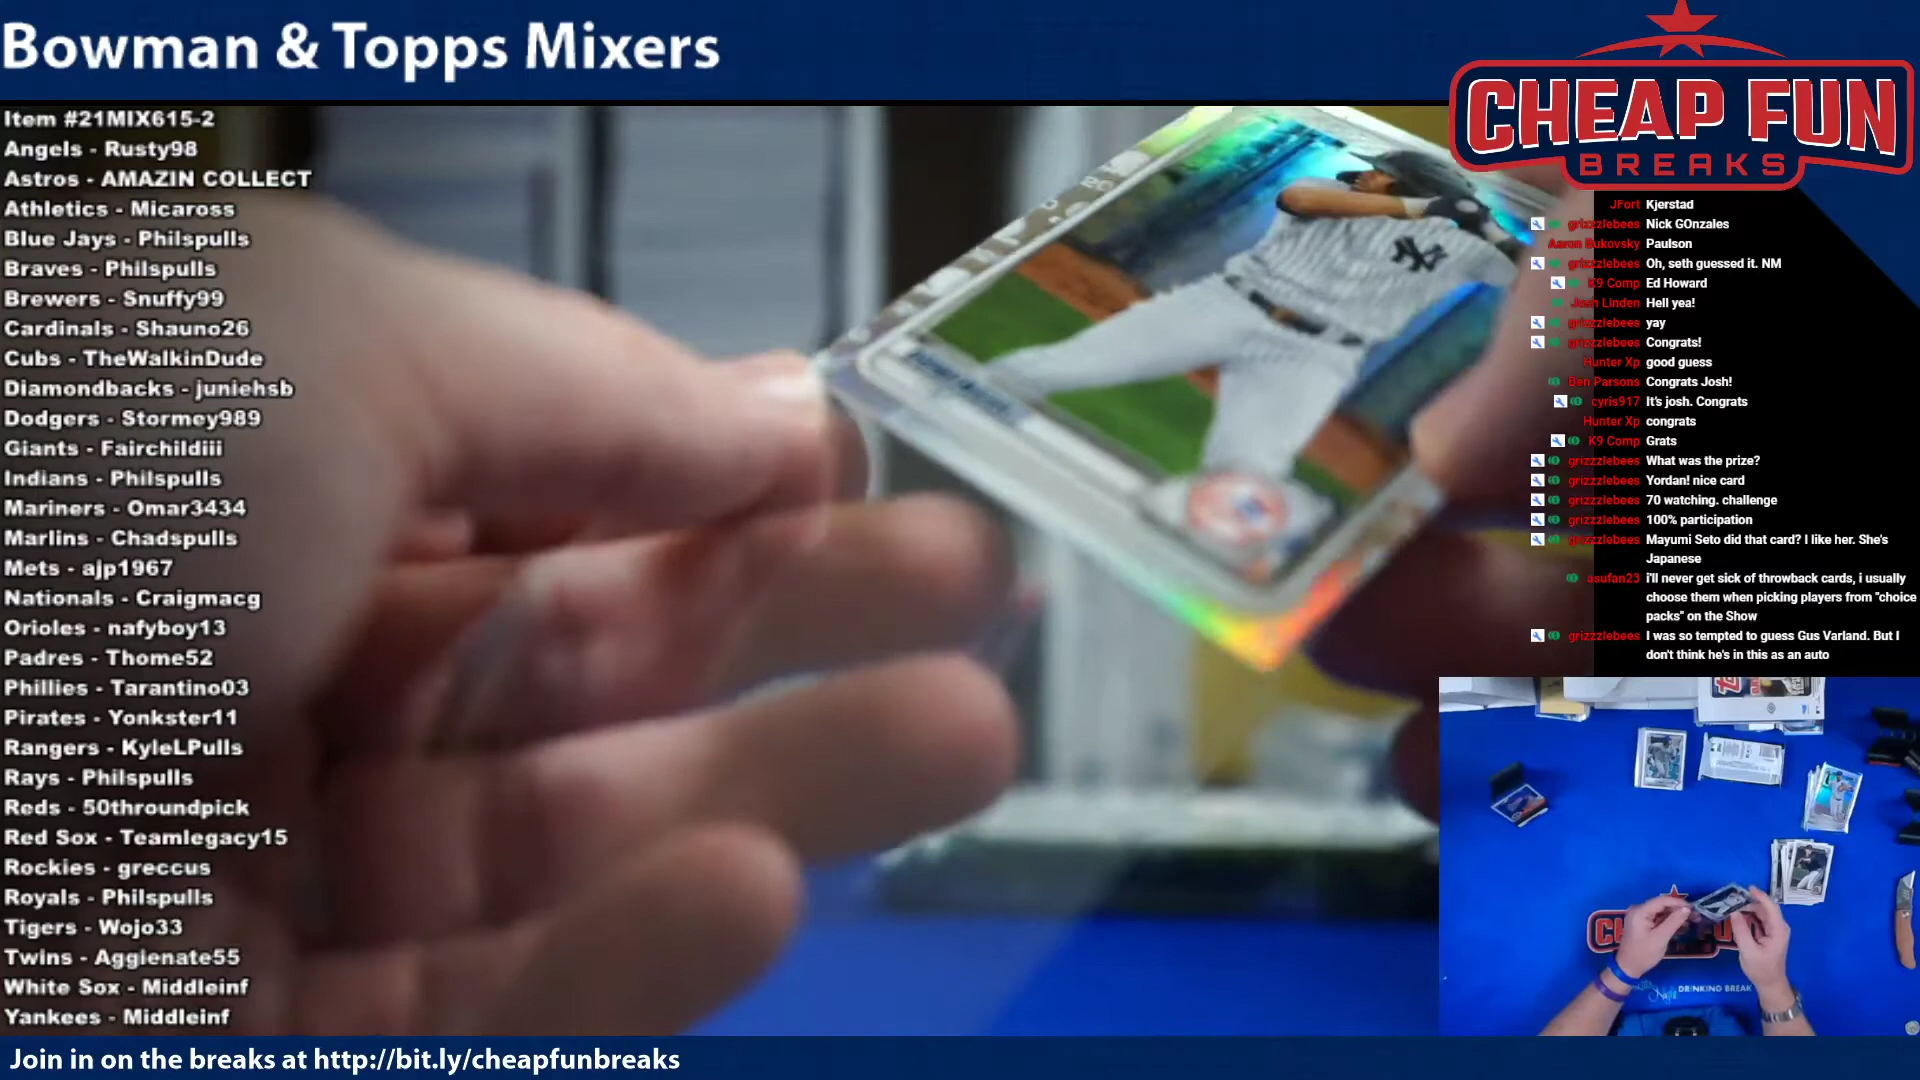 Bowman & Topps Mixers
CHEAP FUN
BREAKS
Item #21MIX615-2
Angels - Rusty98
Astros - AMAZIN COLLECT
Athletics - Micaross
Blue Jays - Philspulls
Braves - Philspulls
Brewers - Snuffy99
Cardinals - Shauno26
Cubs - TheWalkinDude
Diamondbacks - juniehsb
Dodgers - Stormey989
Giants - Fairchildiii
Indians - Philspulls
Mariners - Omar3434
Marlins - Chadspulls
Mets - ajp1967
Nationals - Craigmacg
Orioles - nafyboy13
Padres - Thome52
Phillies - Tarantino03
Pirates - Yonkster11
Rangers - KyleLPulls
Rays - Philspulls
Reds - 50throundpick
Red Sox - Teamlegacy15
Rockies - greccus
Royals - Philspulls
Tigers - Wojo33
Twins - Aggienate55
White Sox - Middleinf
Yankees - Middleinf
JFort Kjerstad
grizzzlebees Nick GOnzales
Aaron Bukovsky Paulson
grizzzlebees Oh, seth guessed it. NM
K9 Comp Ed Howard
Josh Linden Hell yea!
grizzzlebees yay
grizzzlebees Congrats!
Hunter Xp good guess
Ben Parsons Congrats Josh!
cyris917 It's josh. Congrats
Hunter Xp congrats
K9 Comp Grats
grizzzlebees What was the prize?
grizzzlebees Yordan! nice card
grizzzlebees 70 watching. challenge
grizzzlebees 100% participation
grizzzlebees Mayumi Seto did that card? I like her. She's
Japanese
asufan23 i'll never get sick of throwback cards, i usually
choose them when picking players from "choice
packs" on the Show
grizzzlebees I was so tempted to guess Gus Varland. But I
don't think he's in this as an auto
DRINKING BREAK
Join in on the breaks at http://bit.ly/cheapfunbreaks